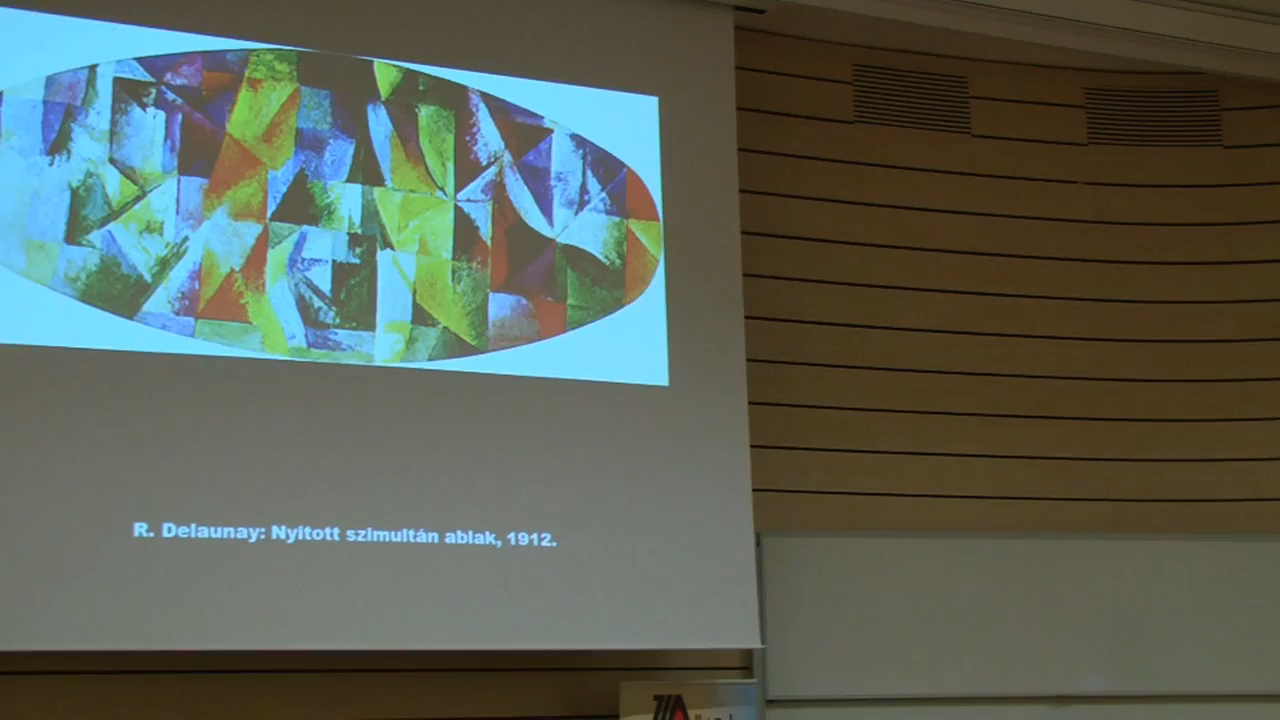 R. Delaunay: Nyitott szimultán ablak, 1912.